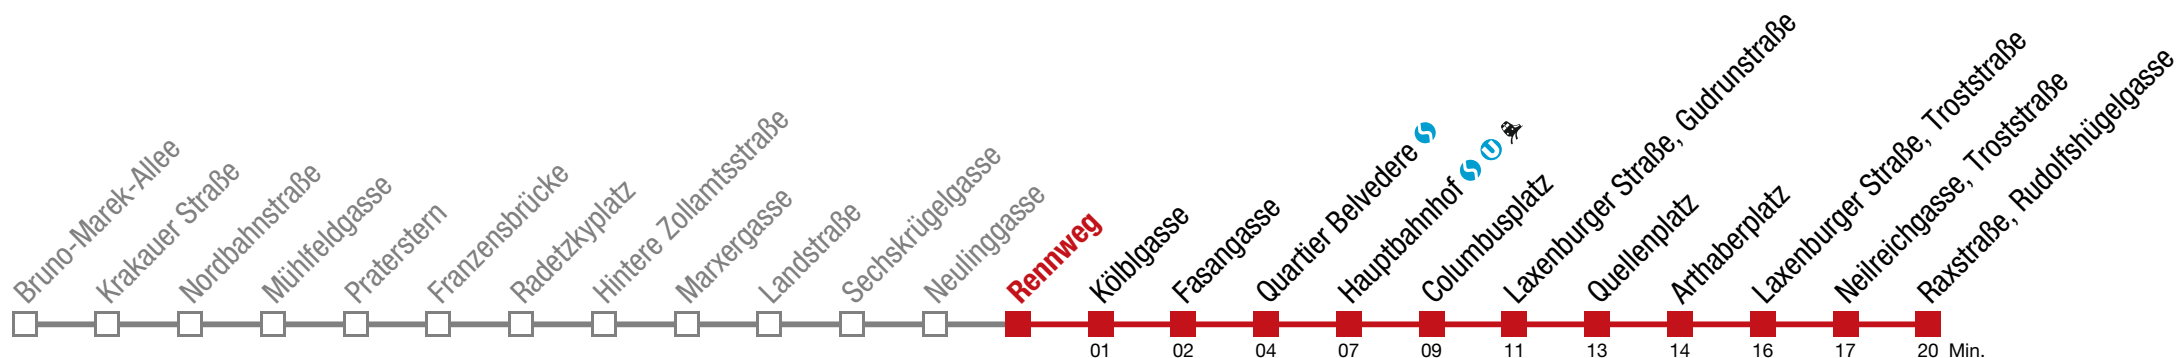 Bruno-Marek-Allee
Krakauer Straße
Nordbahnstraße
Mühlfeldgasse
Praterstern
Franzensbrücke
Radetzkyplatz
Hintere Zollamtsstraße
Marxergasse
Landstraße
Sechskrügelgasse
Neulinggasse
Rennweg
Kölblgasse
Fasangasse
Quartier Belvedere
Hauptbahnhof U
Columbusplatz
Laxenburger Straße, Gudrunstraße
Quellenplatz
Arthaberplatz
Laxenburger Straße, Troststraße
Neilreichgasse, Troststraße
Raxstraße, Rudolfshügelgasse
01 02 04 07 09 11 13 14 16 17 20 Min.